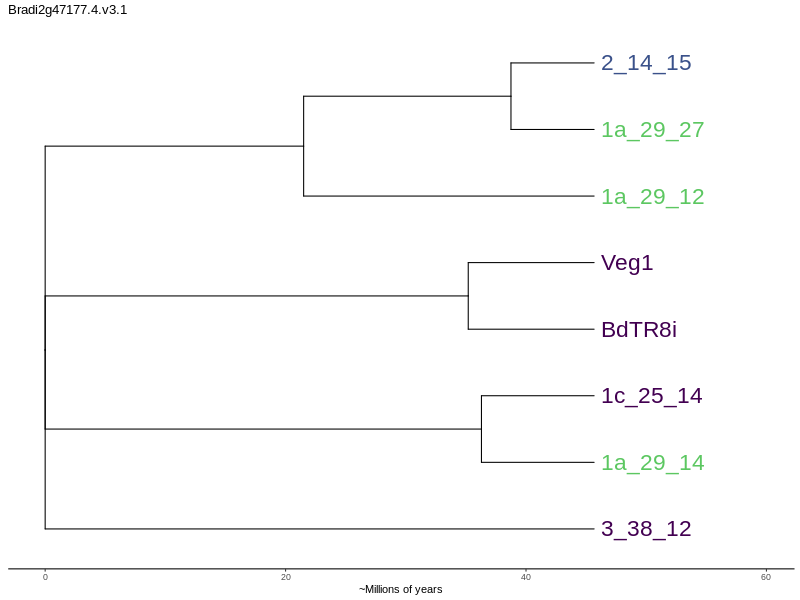 Bradi2g47177.4.v3.1
2_14_15
1a_29_27
1a_29_12
Veg1
BdTR8i
1c_25_14
1a_29_14
3_38_12
0 20 40 60
~Millions of years